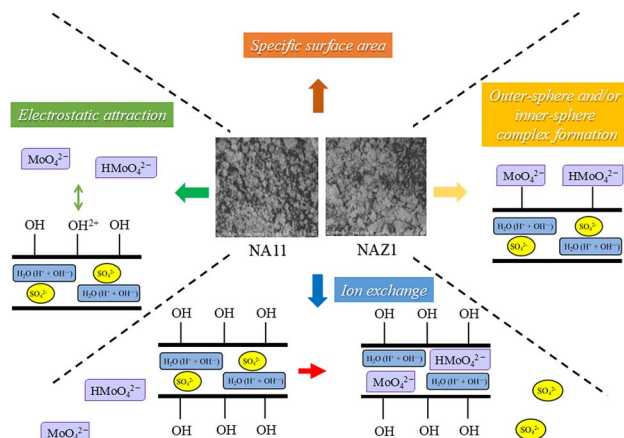 Specific surface area
Electrostatic attraction
Outer-sphere and/or
inner-sphere
complex formation
MoO₄²⁻
HMoO₄²⁻
OH OH²⁺ OH
H₂O (H⁺ + OH⁻)
SO₄²⁻
SO₄²⁻
H₂O (H⁺ + OH⁻)
NA11
NAZ1
MoO₄²⁻
HMoO₄²⁻
H₂O (H⁺ + OH⁻)
SO₄²⁻
SO₄²⁻
H₂O (H⁺ + OH⁻)
Ion exchange
OH OH OH
H₂O (H⁺ + OH⁻)
SO₄²⁻
SO₄²⁻
H₂O (H⁺ + OH⁻)
OH OH OH
HMoO₄²⁻
MoO₄²⁻
OH OH OH
H₂O (H⁺ + OH⁻)
HMoO₄²⁻
MoO₄²⁻
H₂O (H⁺ + OH⁻)
OH OH OH
SO₄²⁻
SO₄²⁻